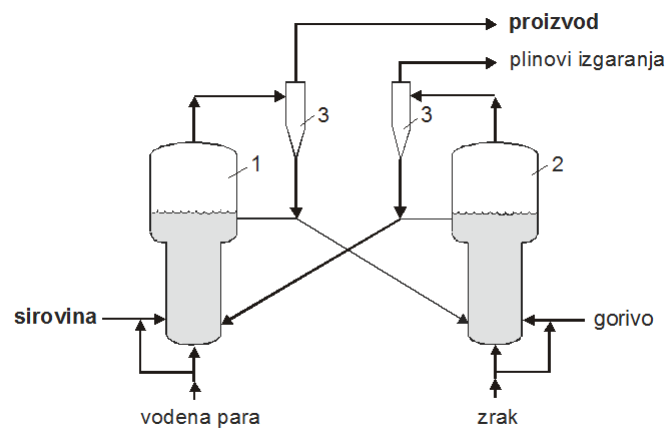 proizvod
plinovi izgaranja
3
3
1
2
sirovina
gorivo
vodena para
zrak